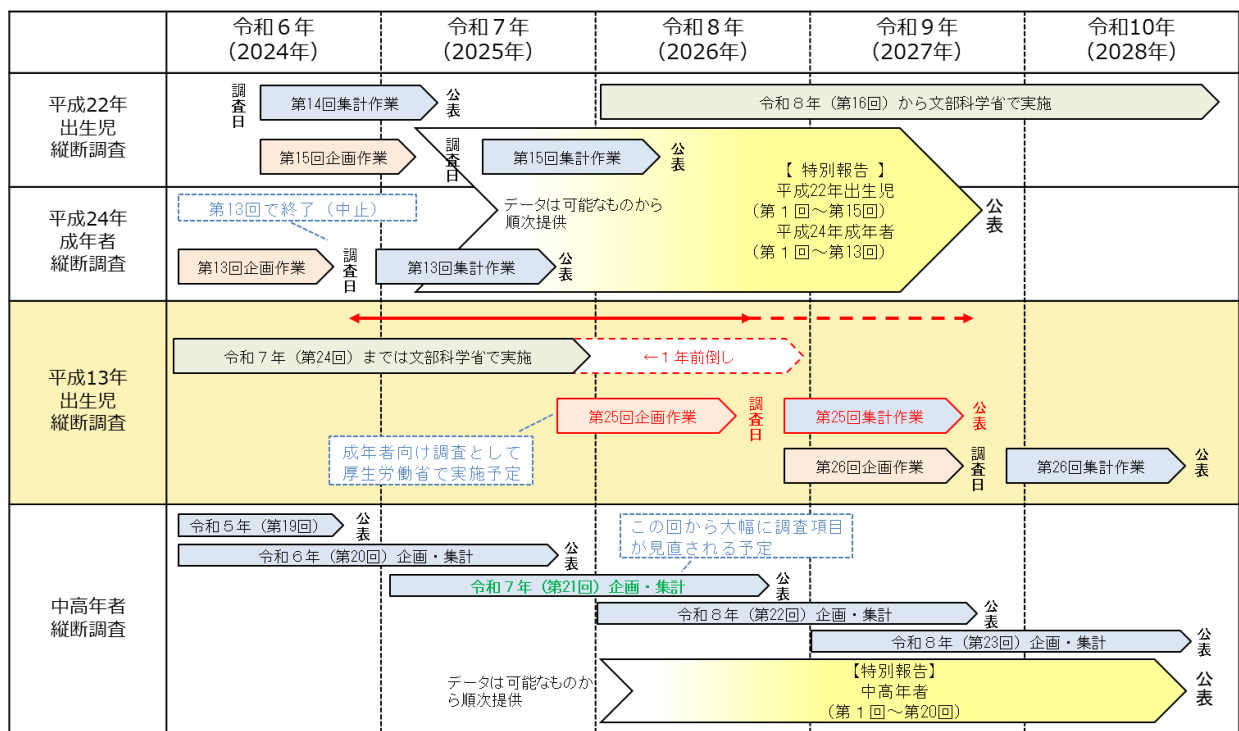 令和６年
（2024年）
令和７年
（2025年）
令和８年
（2026年）
令和９年
（2027年）
令和10年
（2028年）
平成22年
出生児
縦断調査
調査日
第14回集計作業
公表
令和８年（第16回）から文部科学省で実施
第15回企画作業
調査日
第15回集計作業
公表
【 特別報告 】
平成22年出生児
（第１回～第15回）
平成24年成年者
（第１回～第13回）
公表
データは可能なものから
順次提供
平成24年
成年者
縦断調査
第13回で終了（中止）
第13回企画作業
調査日
第13回集計作業
公表
平成13年
出生児
縦断調査
令和７年（第24回）までは文部科学省で実施
←１年前倒し
第25回企画作業
調査日
第25回集計作業
公表
成年者向け調査として
厚生労働省で実施予定
第26回企画作業
調査日
第26回集計作業
公表
中高年者
縦断調査
令和５年（第19回）
公表
令和６年（第20回）企画・集計
公表
この回から大幅に調査項目
が見直される予定
令和７年（第21回）企画・集計
公表
令和８年（第22回）企画・集計
公表
令和８年（第23回）企画・集計
公表
データは可能なものか
ら順次提供
【特別報告】
中高年者
（第１回～第20回）
公表